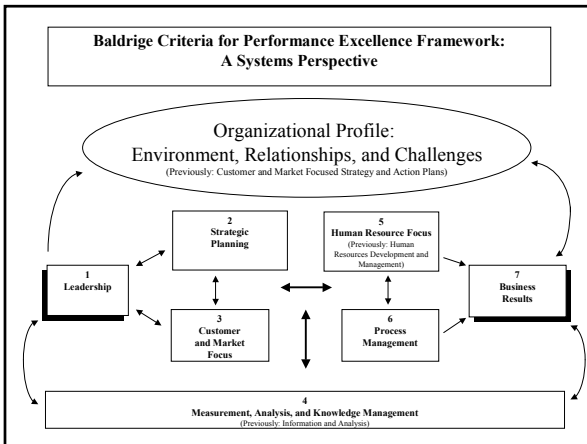 Baldrige Criteria for Performance Excellence Framework:
A Systems Perspective
Organizational Profile:
Environment, Relationships, and Challenges
(Previously: Customer and Market Focused Strategy and Action Plans)
2
Strategic
Planning
5
Human Resource Focus
(Previously: Human
Resources Development and
Management)
1
Leadership
7
Business
Results
3
Customer
and Market
Focus
6
Process
Management
4
Measurement, Analysis, and Knowledge Management
(Previously: Information and Analysis)